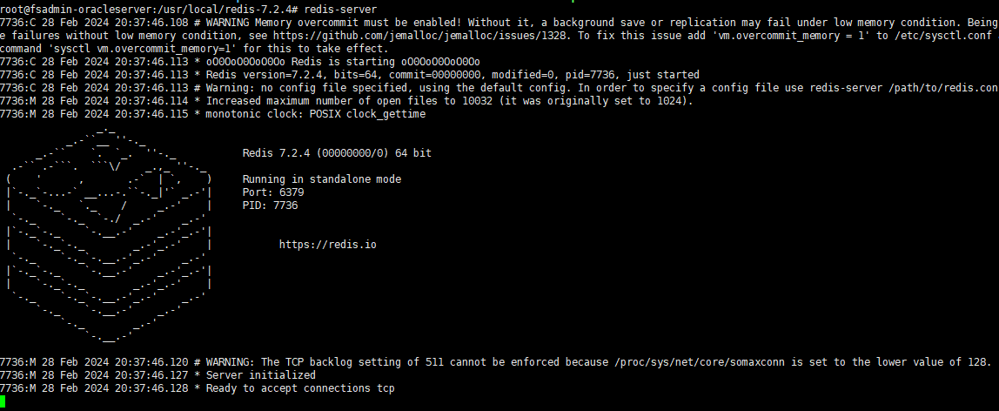 root@fsadmin-oracleserver:/usr/local/redis-7.2.4# redis-server
7736:C 28 Feb 2024 20:37:46.108 # WARNING Memory overcommit must be enabled! Without it, a background save or replication may fail under low memory condition. Being
e failures without low memory condition, see https://github.com/jemalloc/jemalloc/issues/1328. To fix this issue add 'vm.overcommit_memory = 1' to /etc/sysctl.conf
command 'sysctl vm.overcommit_memory=1' for this to take effect.
7736:C 28 Feb 2024 20:37:46.113 * oO0OoO0OoO0Oo Redis is starting oO0OoO0OoO0Oo
7736:C 28 Feb 2024 20:37:46.113 * Redis version=7.2.4, bits=64, commit=00000000, modified=0, pid=7736, just started
7736:C 28 Feb 2024 20:37:46.113 # Warning: no config file specified, using the default config. In order to specify a config file use redis-server /path/to/redis.con
7736:M 28 Feb 2024 20:37:46.114 * Increased maximum number of open files to 10032 (it was originally set to 1024).
7736:M 28 Feb 2024 20:37:46.115 * monotonic clock: POSIX clock_gettime
Redis 7.2.4 (00000000/0) 64 bit
Running in standalone mode
Port: 6379
PID: 7736
https://redis.io
7736:M 28 Feb 2024 20:37:46.120 # WARNING: The TCP backlog setting of 511 cannot be enforced because /proc/sys/net/core/somaxconn is set to the lower value of 128.
7736:M 28 Feb 2024 20:37:46.127 * Server initialized
7736:M 28 Feb 2024 20:37:46.128 * Ready to accept connections tcp